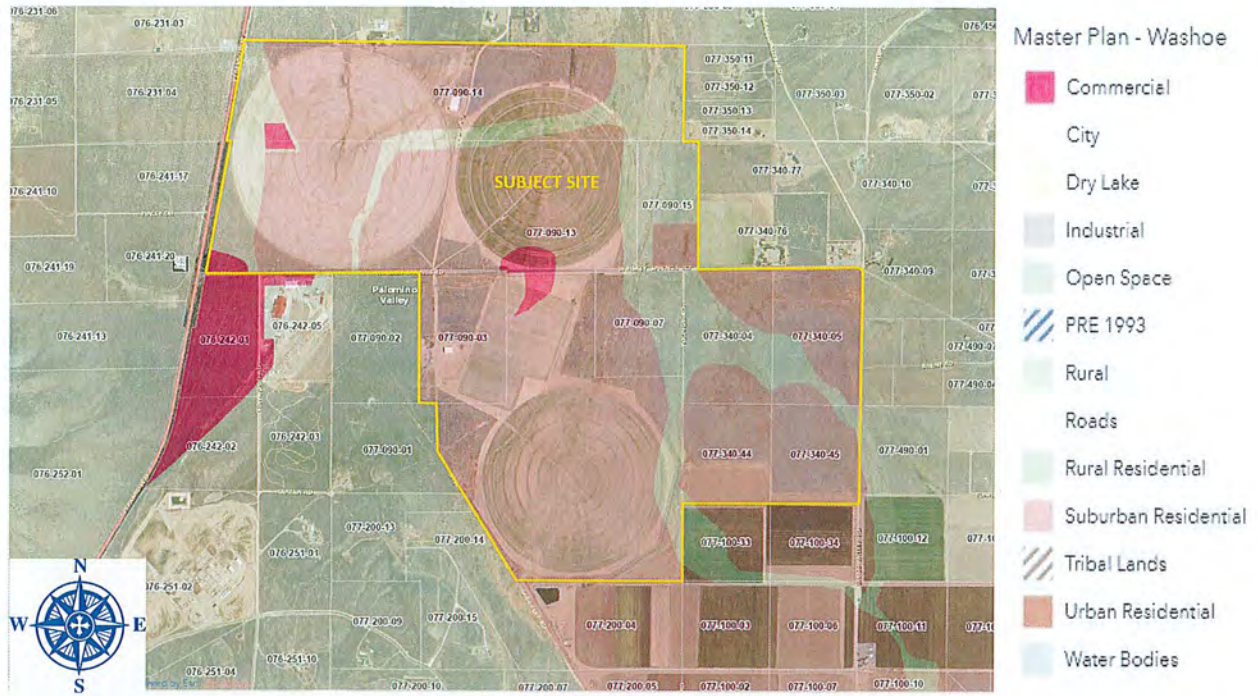 076-231-06
076-231-03
076-231-04
076-231-05
077-090-14
077-350-11
077-350-12
077-350-03
077-350-02
077-350-13
077-350-14
076-241-17
076-241-10
SUBJECT SITE
077-340-77
077-340-10
077-090-15
077-090-13
077-340-76
076-241-20
076-241-19
077-340-09
Palomino
Valley
076-242-05
077-090-07
077-340-04
077-340-05
076-241-13
076-242-01
077-090-02
077-090-03
076-242-02
076-242-03
077-090-01
077-340-44
077-340-45
077-490-01
076-252-01
077-200-13
077-200-14
076-251-01
077-100-33
077-100-34
077-100-12
076-251-02
077-200-09
077-200-15
077-200-04
077-100-03
077-100-06
077-100-11
076-251-04
076-251-10
077-200-10
077-200-07
077-200-05
077-100-02
077-100-07
077-100-10
N
W
E
S
Master Plan - Washoe
Commercial
City
Dry Lake
Industrial
Open Space
PRE 1993
Rural
Roads
Rural Residential
Suburban Residential
Tribal Lands
Urban Residential
Water Bodies